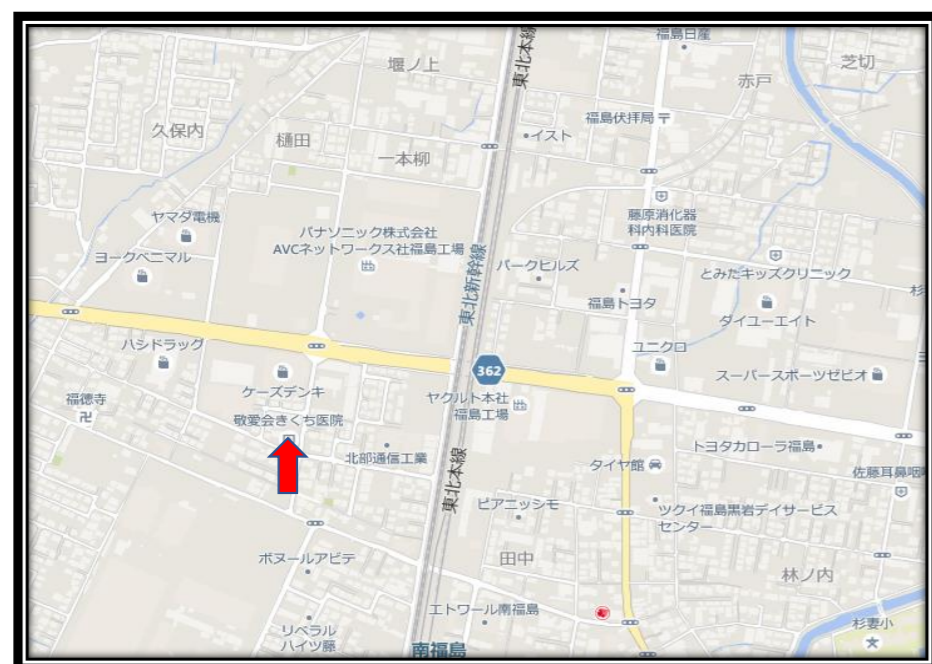 東北本線
福島日産
堰ノ上
芝切
赤戸
福島伏拝局
イスト
久保内
樋田
一本柳
藤原消化器
科内科医院
ヤマダ電機
パナソニック株式会社
AVCネットワークス社福島工場
ヨークベニマル
東北新幹線
パークヒルズ
とみたキッズクリニック
杉
福島トヨタ
ダイユーエイト
ハシドラッグ
ユニクロ
362
スーパースポーツゼビオ
ケーズデンキ
ヤクルト本社
福島工場
福徳寺
敬愛会きくち医院
トヨタカローラ福島
北部通信工業
タイヤ館
佐藤耳鼻咽
東北本線
ピアニッシモ
ツクイ福島黒岩デイサービス
センター
ボヌールアビテ
田中
林ノ内
エトワール南福島
リベラル
ハイツ藤
杉妻小
南福島